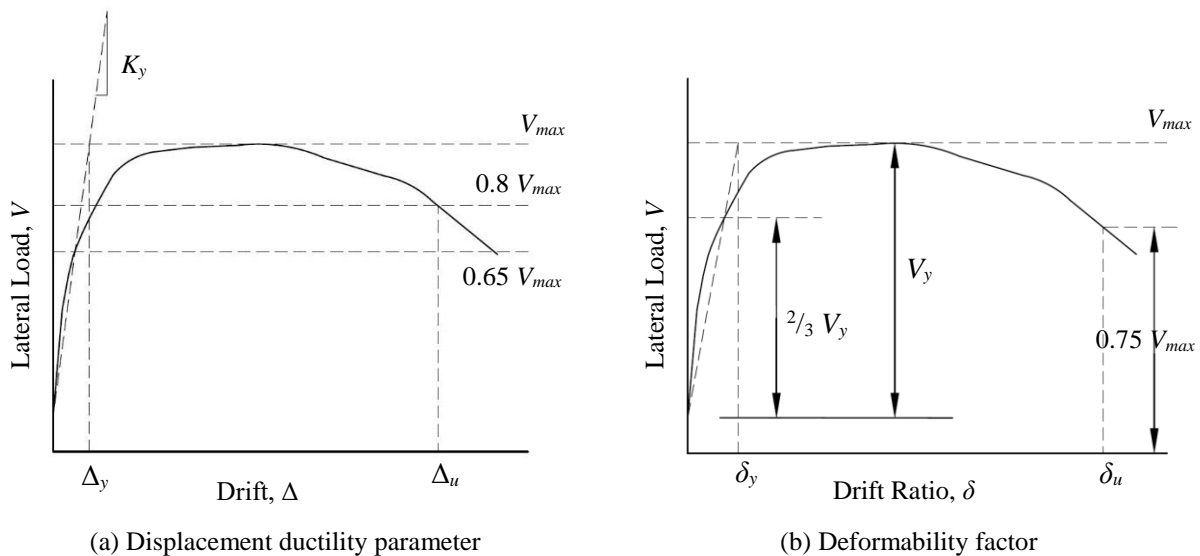 K_y
V_max
0.8 V_max
0.65 V_max
Lateral Load, V
Δ_y
Δ_u
Drift, Δ
(a) Displacement ductility parameter
V_max
V_y
2/3 V_y
0.75 V_max
Lateral Load, V
δ_y
δ_u
Drift Ratio, δ
(b) Deformability factor